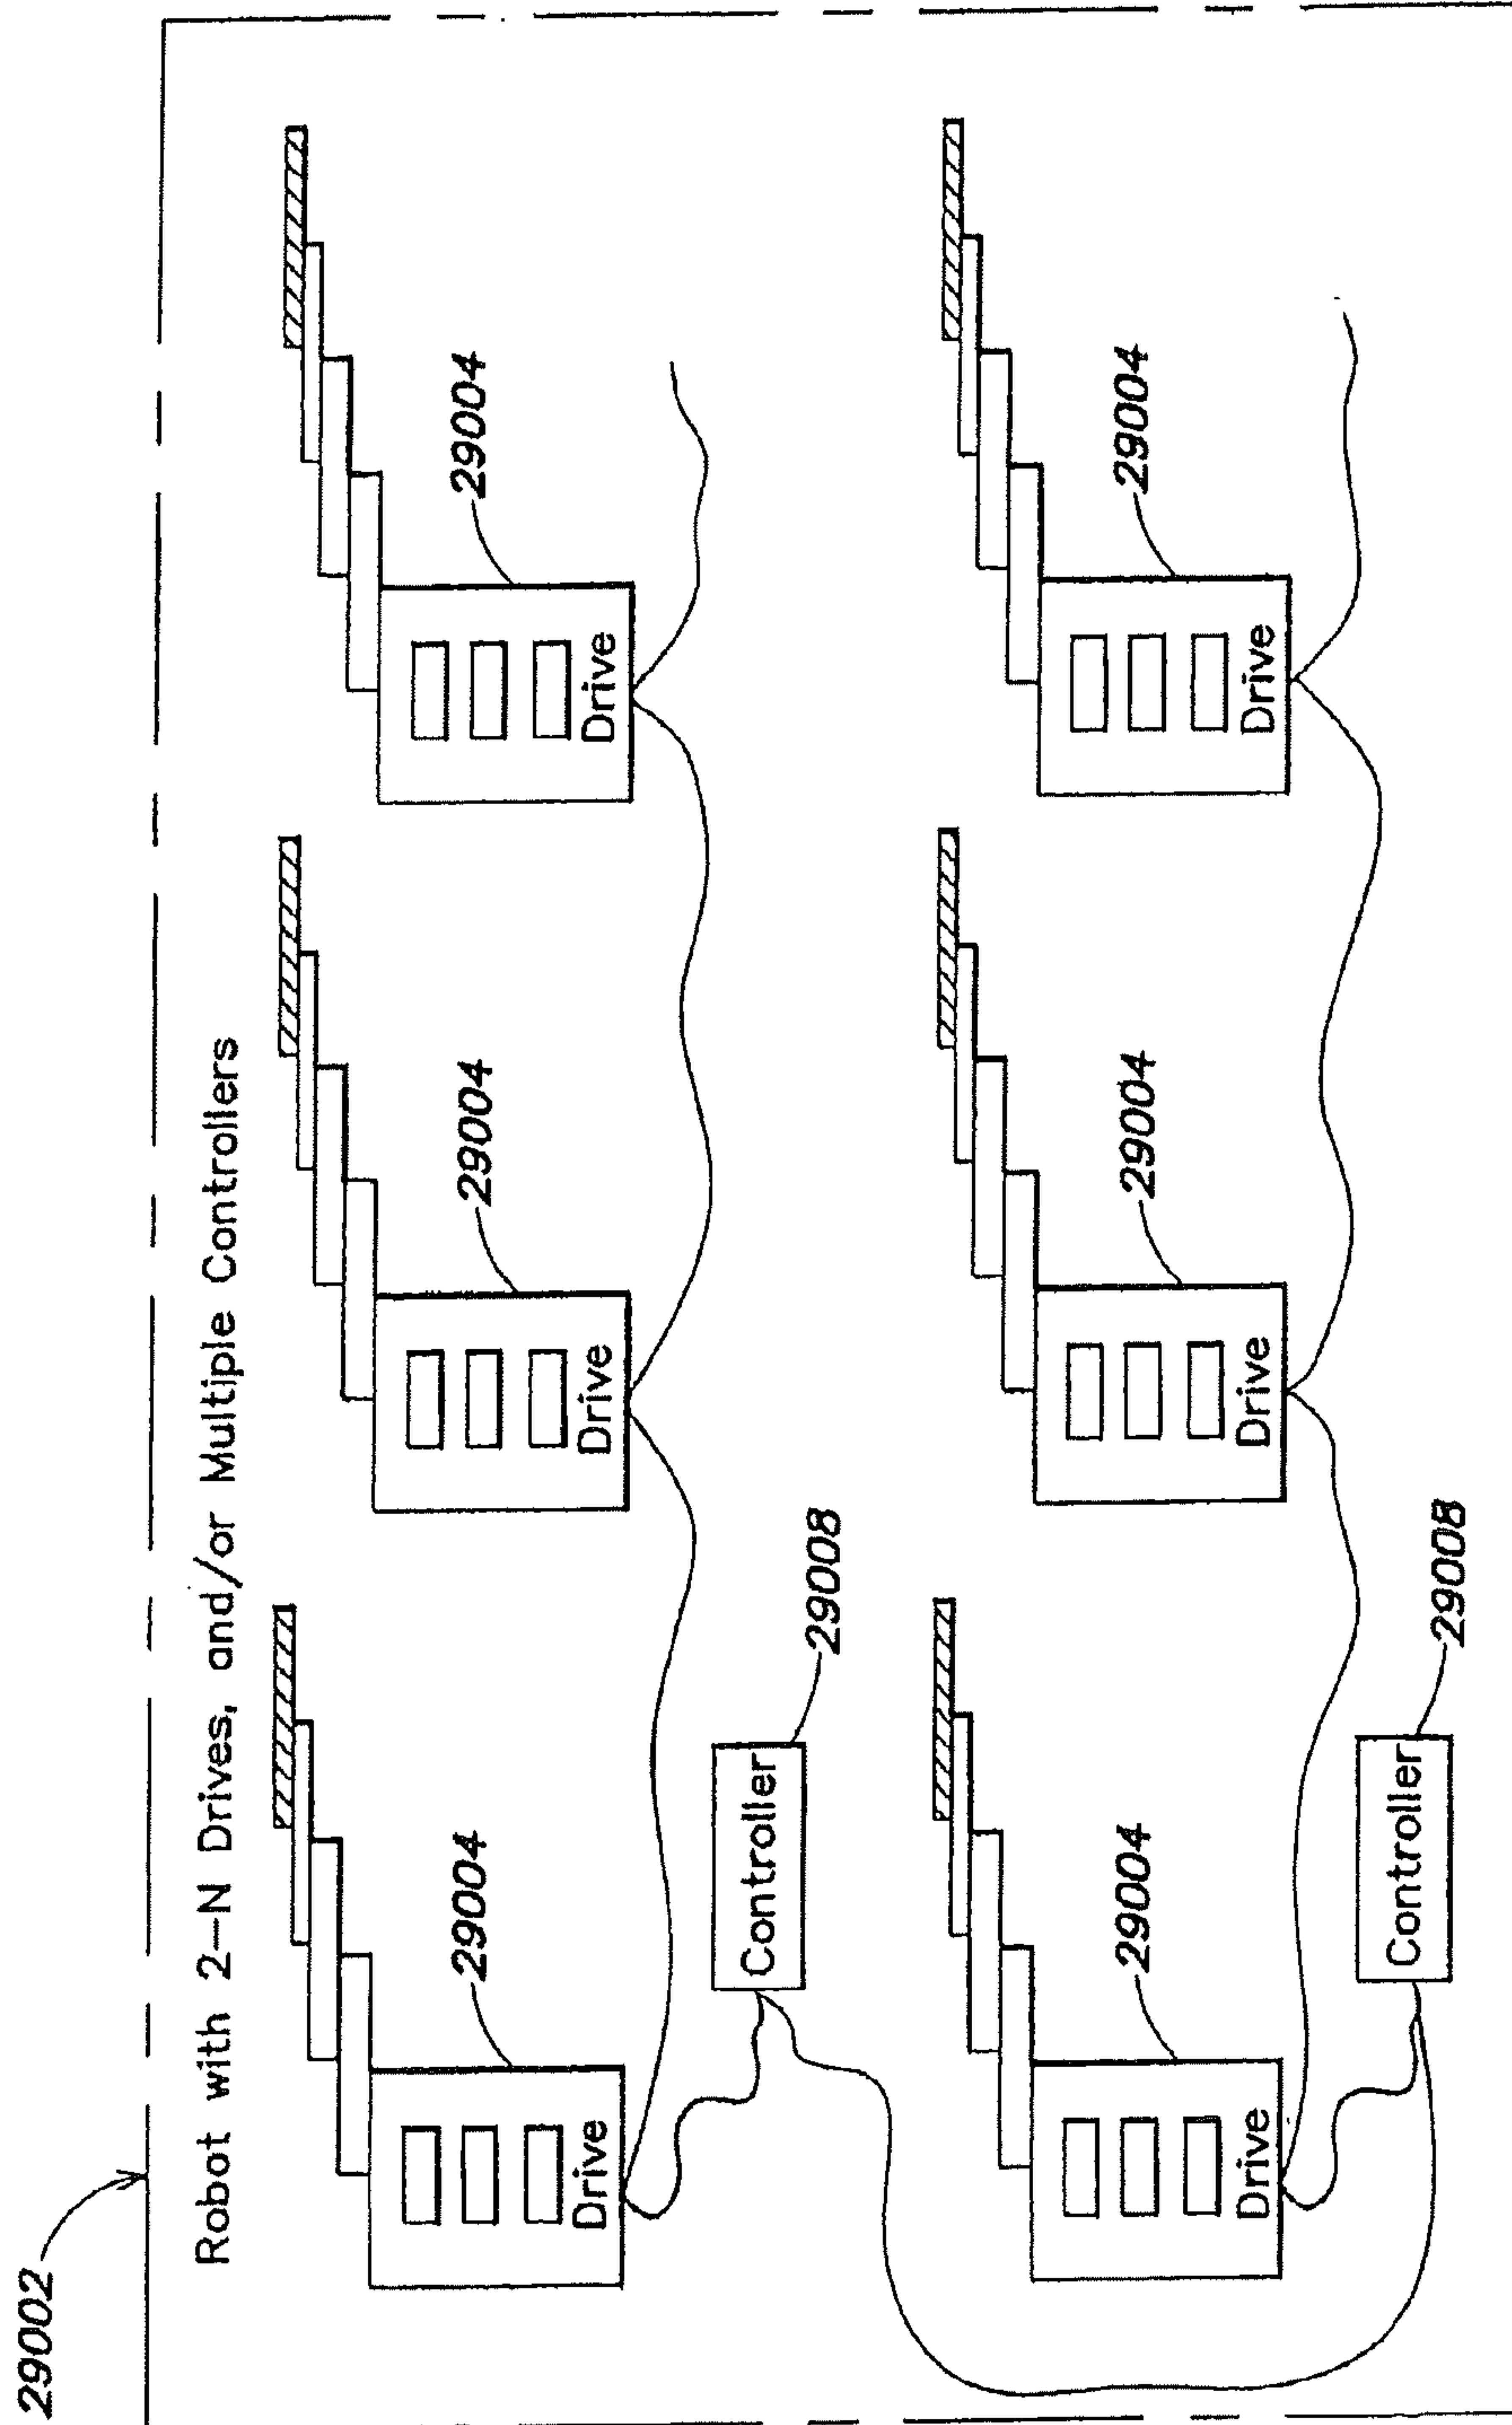 29002
Robot with 2-N Drives, and/or Multiple Controllers
29004
29004
29004
Drive
Drive
Drive
Controller
29008
29004
29004
29004
Drive
Drive
Drive
Controller
29008